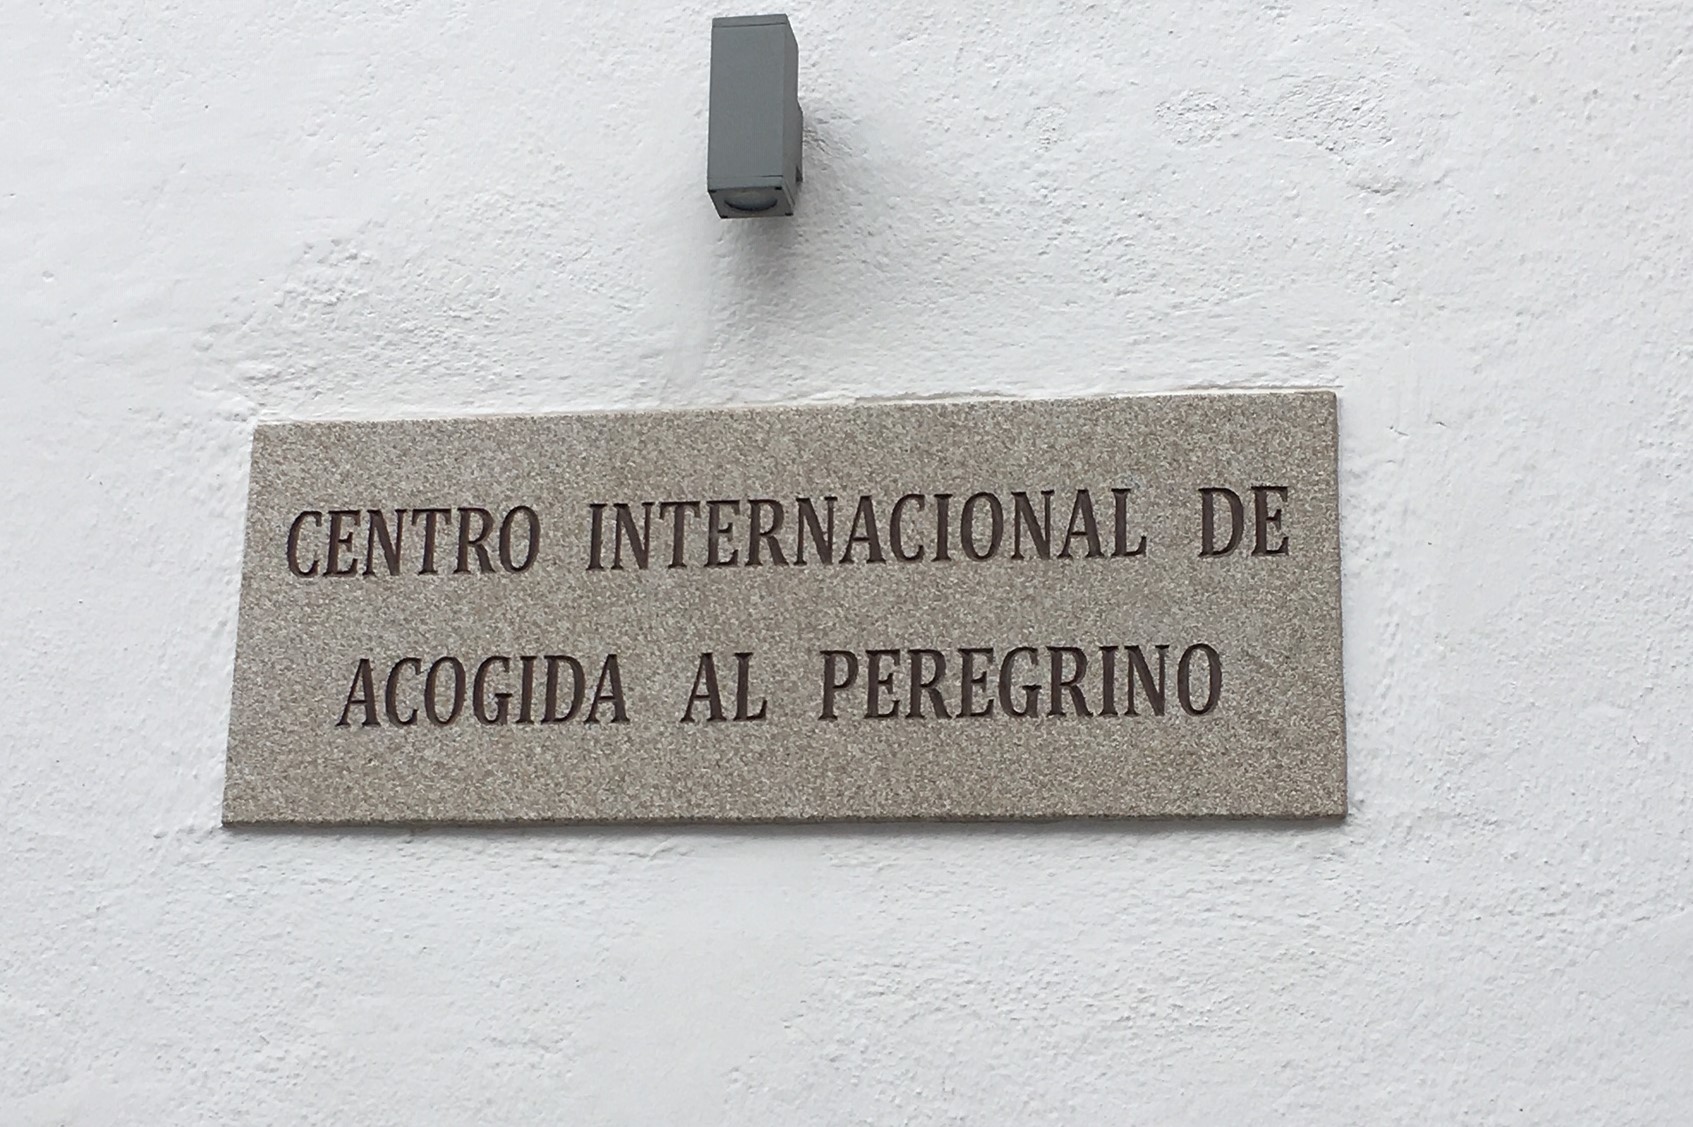 CENTRO INTERNACIONAL DE
ACOGIDA AL PEREGRINO